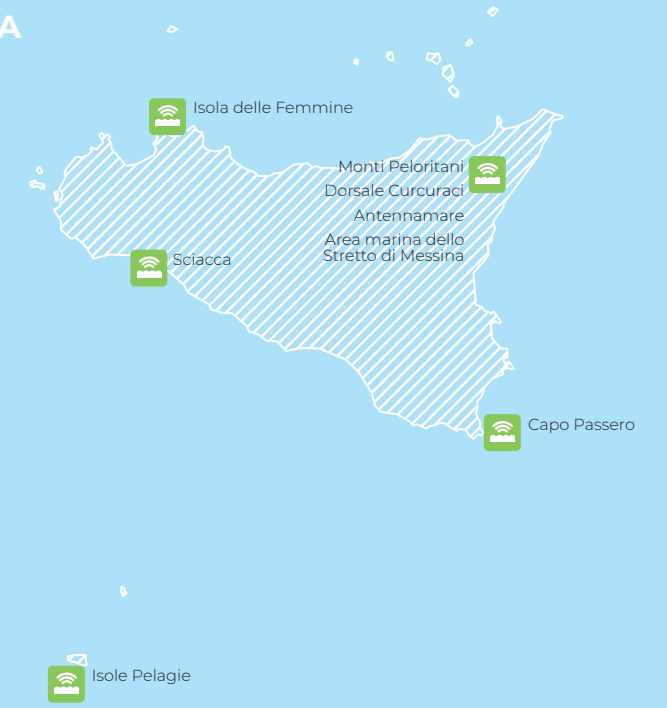 A
Isola delle Femmine
Monti Peloritani
Dorsale Curcuraci
Antennamare
Area marina dello
Stretto di Messina
Sciacca
Capo Passero
Isole Pelagie